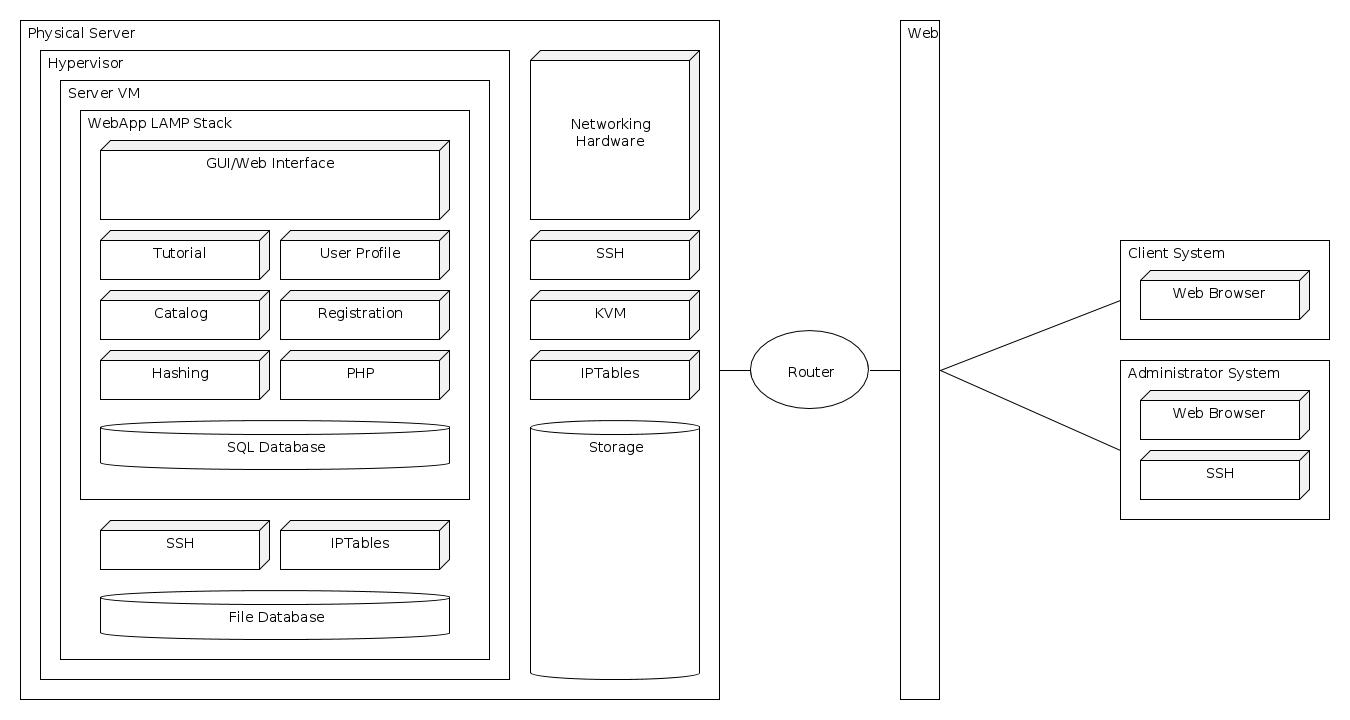 Physical Server
Hypervisor
Server VM
WebApp LAMP Stack
GUI/Web Interface
Tutorial
User Profile
Catalog
Registration
Hashing
PHP
SQL Database
SSH
IPTables
File Database
Networking
Hardware
SSH
KVM
IPTables
Storage
Router
Web
Client System
Web Browser
Administrator System
Web Browser
SSH